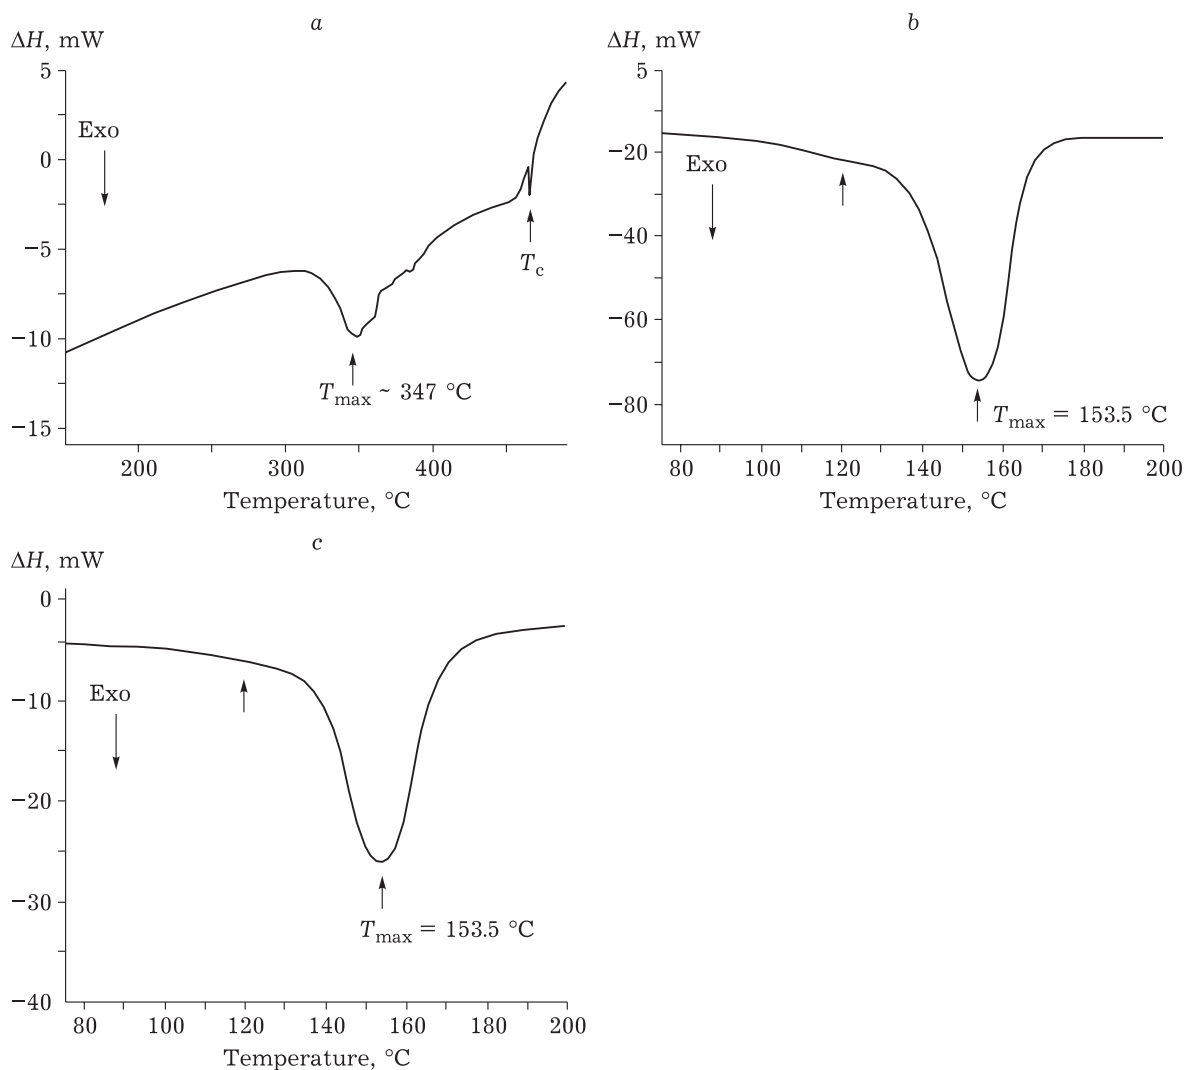 a
ΔH, mW
5
0
−5
−10
−15
Exo
T_c
T_max ~ 347 °C
200 300 400
Temperature, °C
b
ΔH, mW
5
−20
−40
−60
−80
Exo
T_max = 153.5 °C
80 100 120 140 160 180 200
Temperature, °C
c
ΔH, mW
0
−10
−20
−30
−40
Exo
T_max = 153.5 °C
80 100 120 140 160 180 200
Temperature, °C